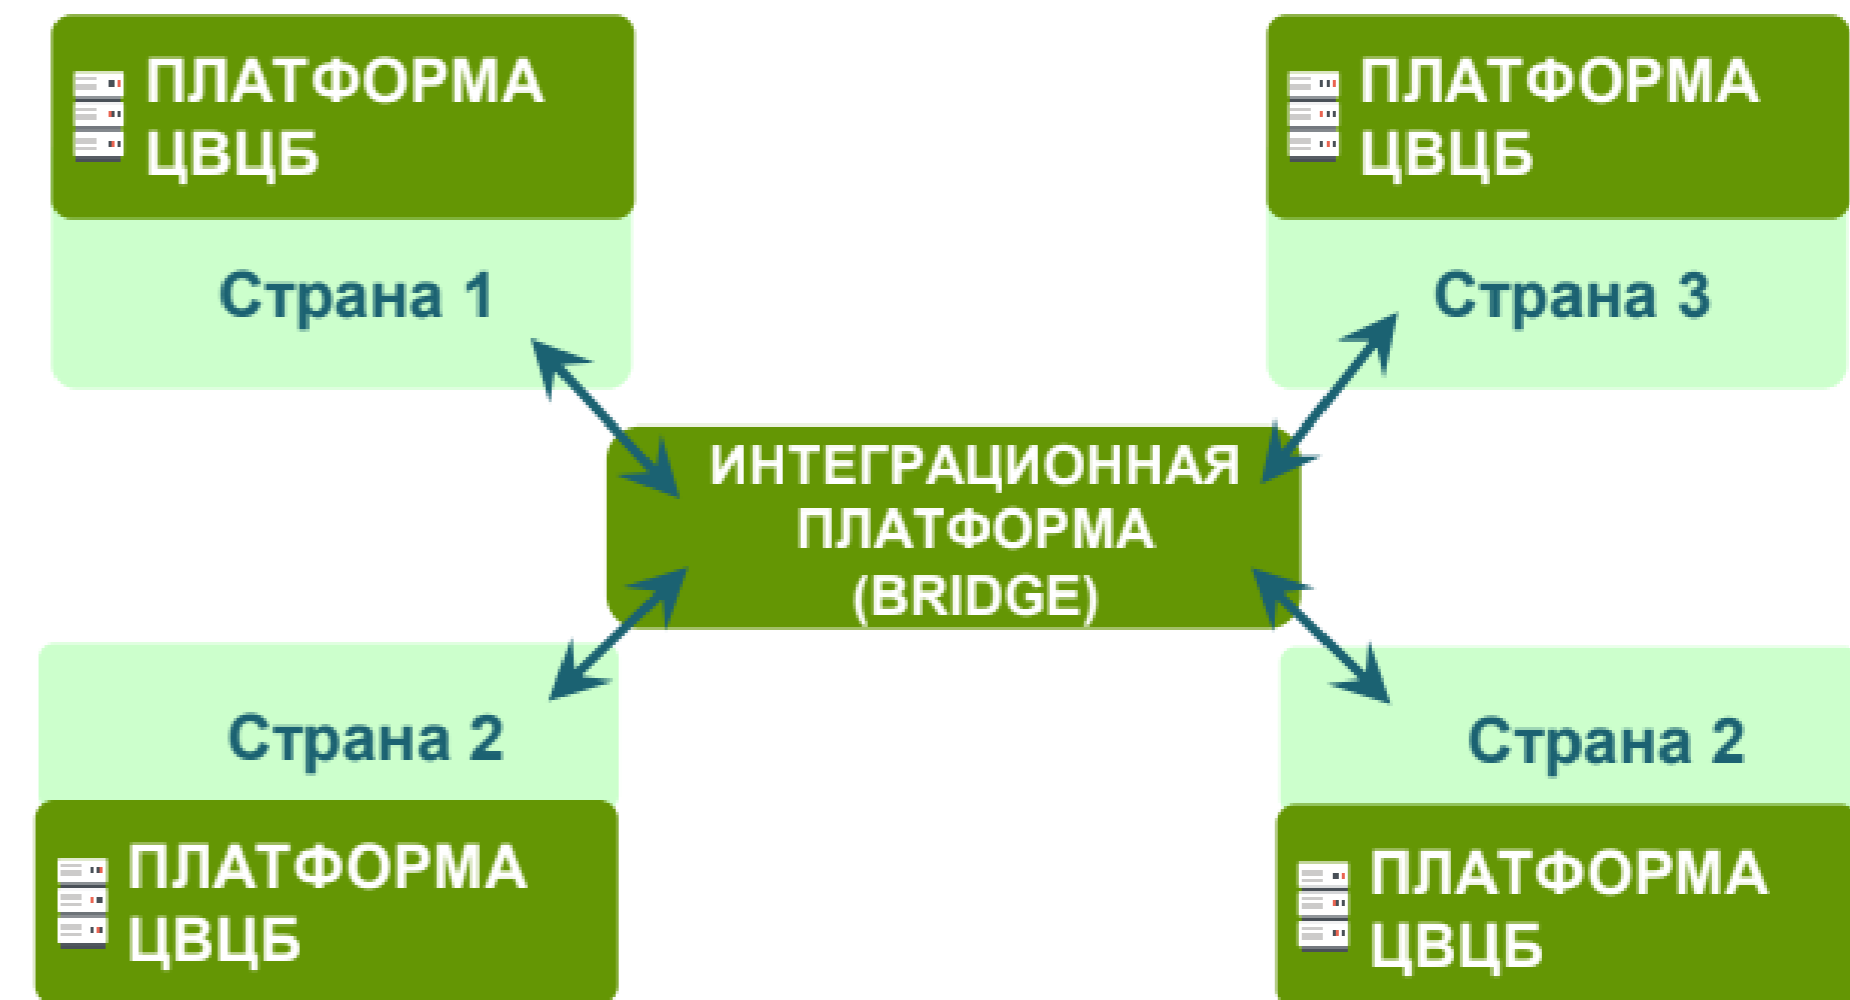 ПЛАТФОРМА
ЦВЦБ
Страна 1
ПЛАТФОРМА
ЦВЦБ
Страна 3
ИНТЕГРАЦИОННАЯ
ПЛАТФОРМА
(BRIDGE)
Страна 2
ПЛАТФОРМА
ЦВЦБ
Страна 2
ПЛАТФОРМА
ЦВЦБ